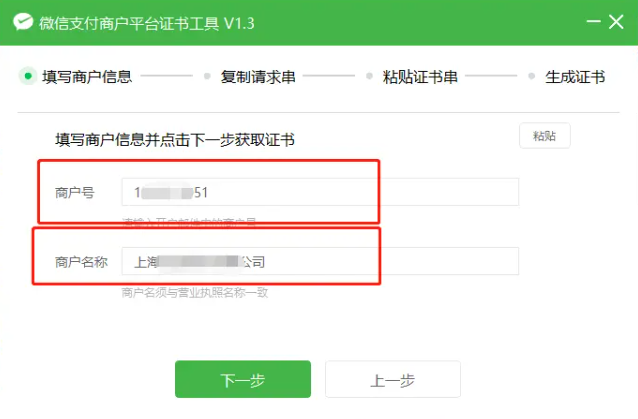 微信支付商户平台证书工具 V1.3
填写商户信息 复制请求串 粘贴证书串 生成证书
填写商户信息并点击下一步获取证书 粘贴
商户号 1 51
商户名称 上海 公司
商户名须与营业执照名称一致
下一步 上一步